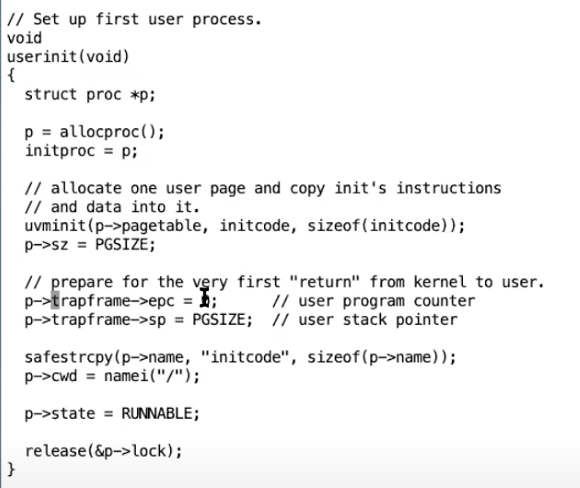 // Set up first user process.
void
userinit(void)
{
  struct proc *p;

  p = allocproc();
  initproc = p;

  // allocate one user page and copy init's instructions
  // and data into it.
  uvminit(p->pagetable, initcode, sizeof(initcode));
  p->sz = PGSIZE;

  // prepare for the very first "return" from kernel to user.
  p->trapframe->epc = ;      // user program counter
  p->trapframe->sp = PGSIZE;  // user stack pointer

  safestrcpy(p->name, "initcode", sizeof(p->name));
  p->cwd = namei("/");

  p->state = RUNNABLE;

  release(&p->lock);
}